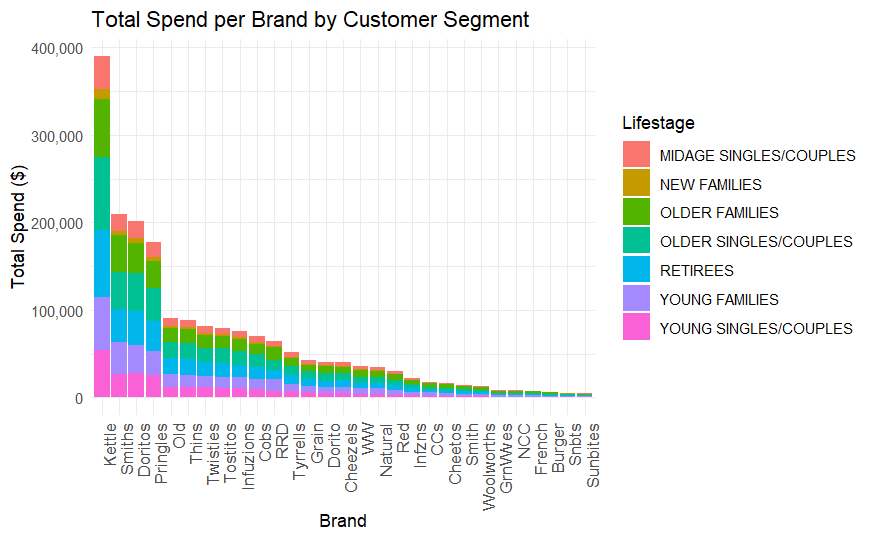 Total Spend per Brand by Customer Segment
Total Spend ($)
400,000
300,000
200,000
100,000
0
Kettle
Smiths
Doritos
Pringles
Old
Thins
Twisties
Tostitos
Infuzions
Cobs
RRD
Tyrrells
Grain
Dorito
Cheezels
WW
Natural
Red
Infzns
CCs
Cheetos
Smith
Woolworths
GrnWves
NCC
French
Burger
Snbts
Sunbites
Brand
Lifestage
MIDAGE SINGLES/COUPLES
NEW FAMILIES
OLDER FAMILIES
OLDER SINGLES/COUPLES
RETIREES
YOUNG FAMILIES
YOUNG SINGLES/COUPLES